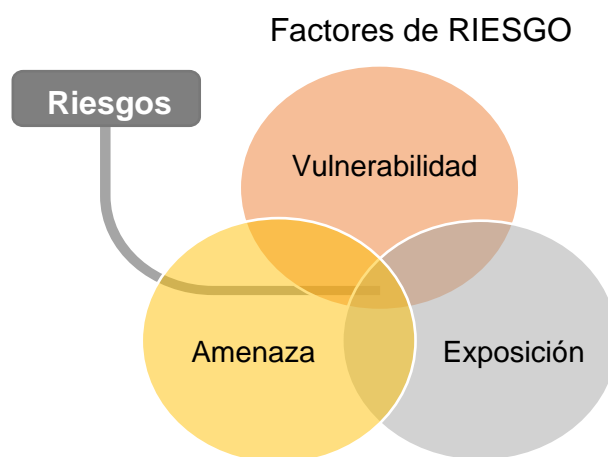 Factores de RIESGO
Riesgos
Vulnerabilidad
Amenaza
Exposición